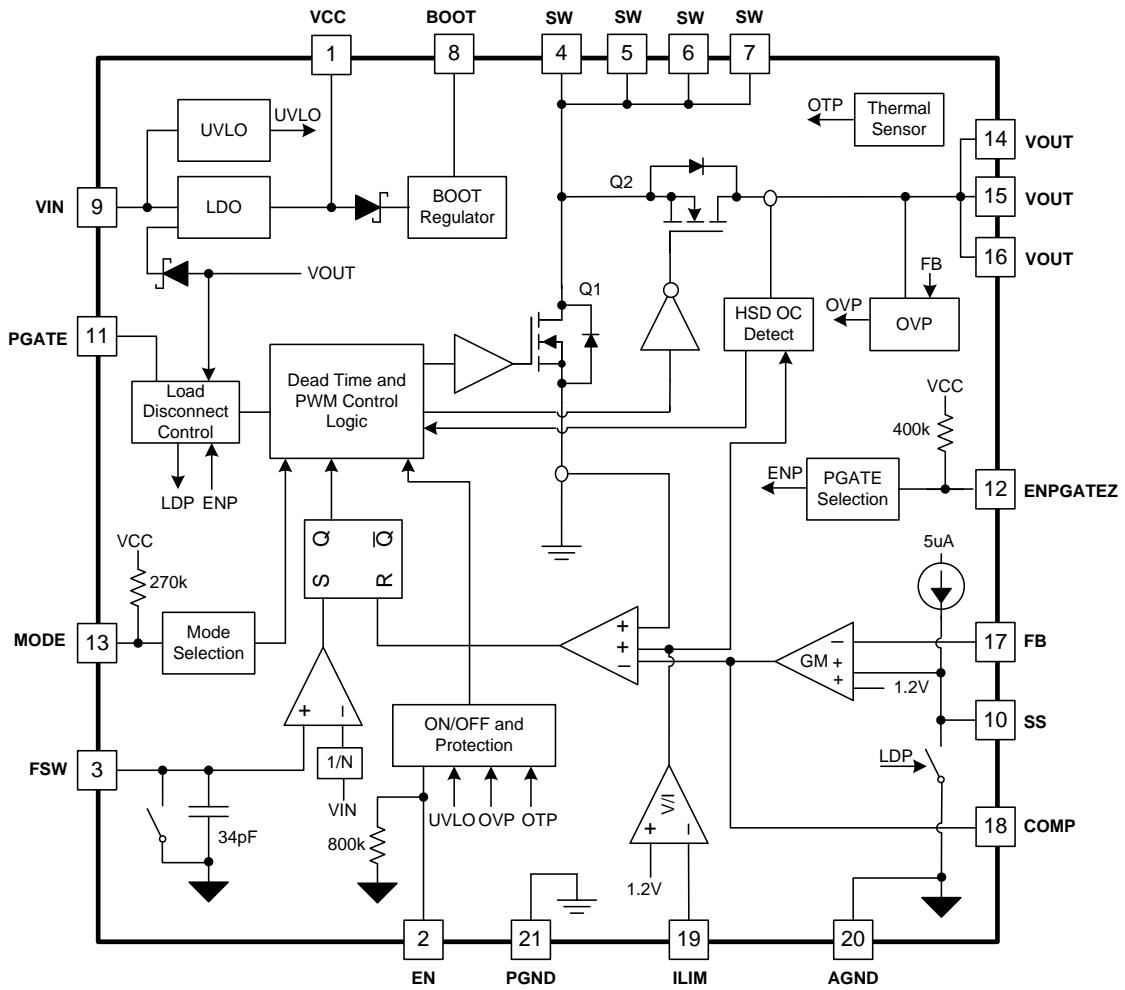 VCC
BOOT
SW
SW
SW
SW
1
8
4
5
6
7
UVLO
UVLO
OTP
Thermal
Sensor
14
VOUT
VIN
9
LDO
BOOT
Regulator
Q2
15
VOUT
16
VOUT
VOUT
FB
PGATE
11
Q1
HSD OC
Detect
OVP
OVP
Load
Disconnect
Control
Dead Time and
PWM Control
Logic
VCC
400k
LDP
ENP
ENP
PGATE
Selection
12
ENPGATEZ
VCC
270k
S
Q
R
Q
5uA
MODE
13
Mode
Selection
+
+
−
GM
−
+
+
1.2V
17
FB
10
SS
+
−
ON/OFF and
Protection
FSW
3
1/N
VIN
LDP
34pF
800k
UVLO
OVP
OTP
V/I
+
−
1.2V
18
COMP
2
21
19
20
EN
PGND
ILIM
AGND